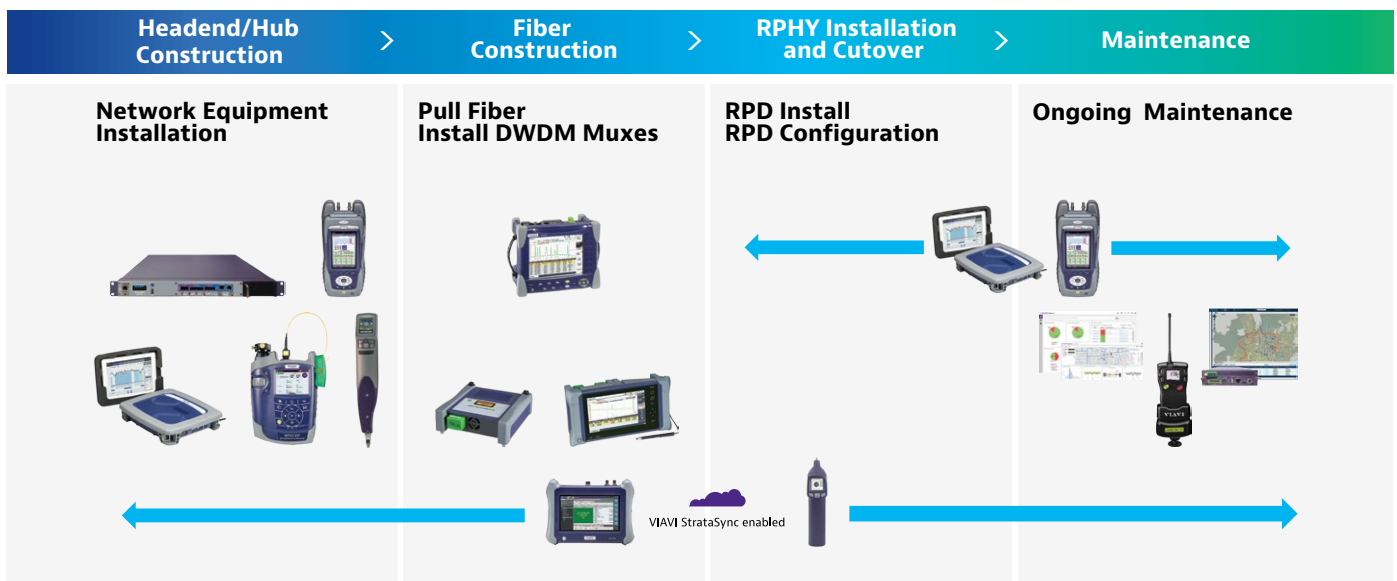 Headend/Hub
Construction
Fiber
Construction
RPHY Installation
and Cutover
Maintenance
Network Equipment
Installation
Pull Fiber
Install DWDM Muxes
RPD Install
RPD Configuration
Ongoing Maintenance
VIAVI
VIAVI StrataSync enabled